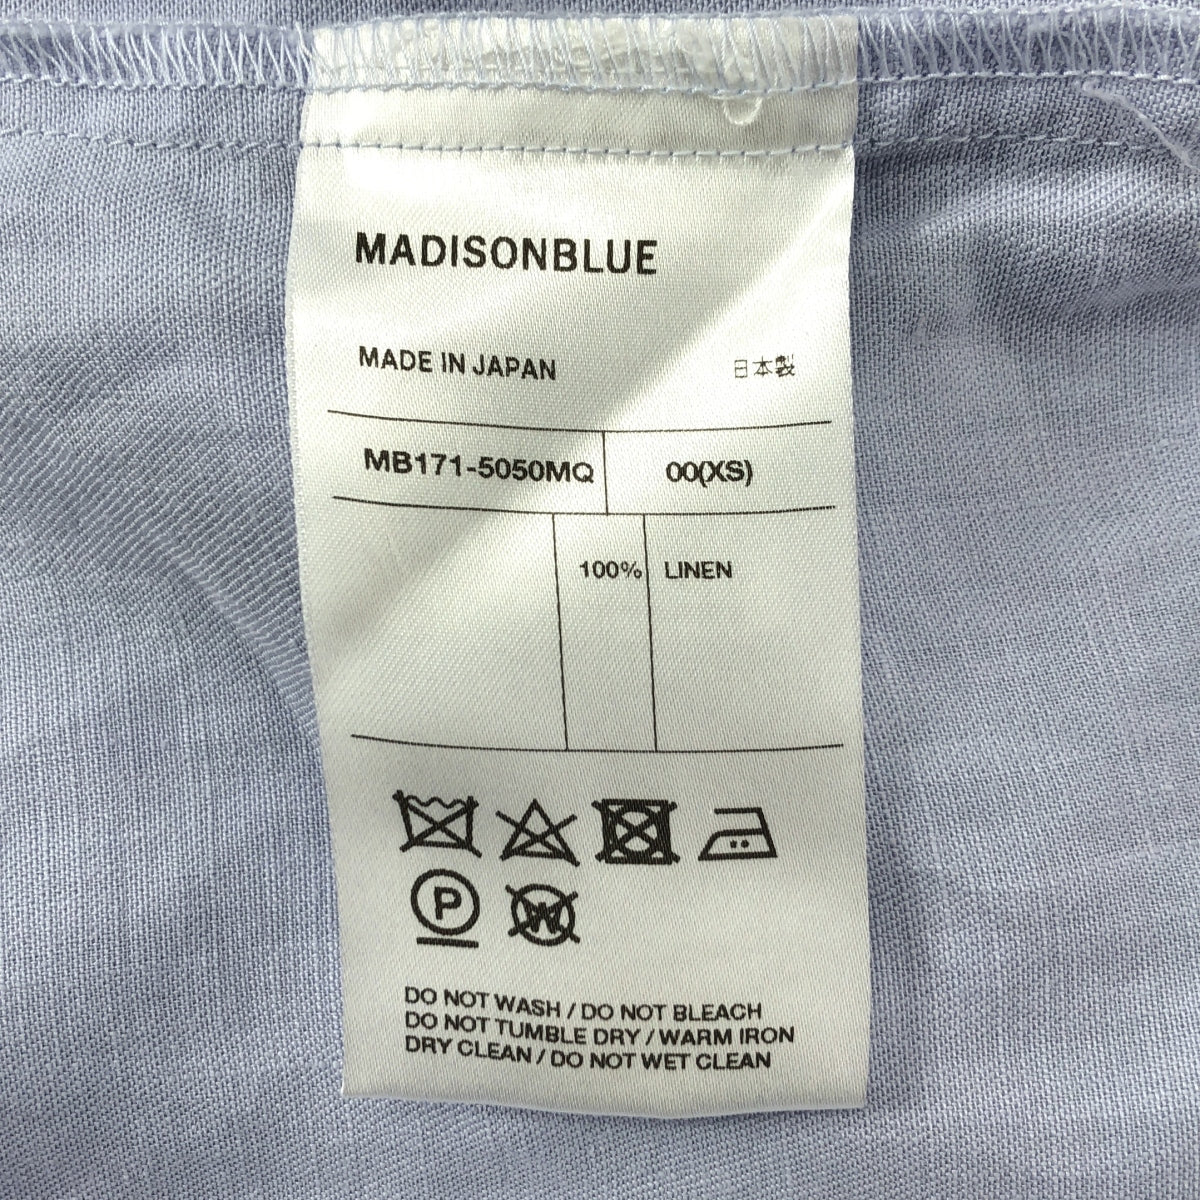 MADISONBLUE
MADE IN JAPAN 日本製
MB171-5050MQ 00(XS)
100% LINEN
P W
DO NOT WASH / DO NOT BLEACH
DO NOT TUMBLE DRY / WARM IRON
DRY CLEAN / DO NOT WET CLEAN